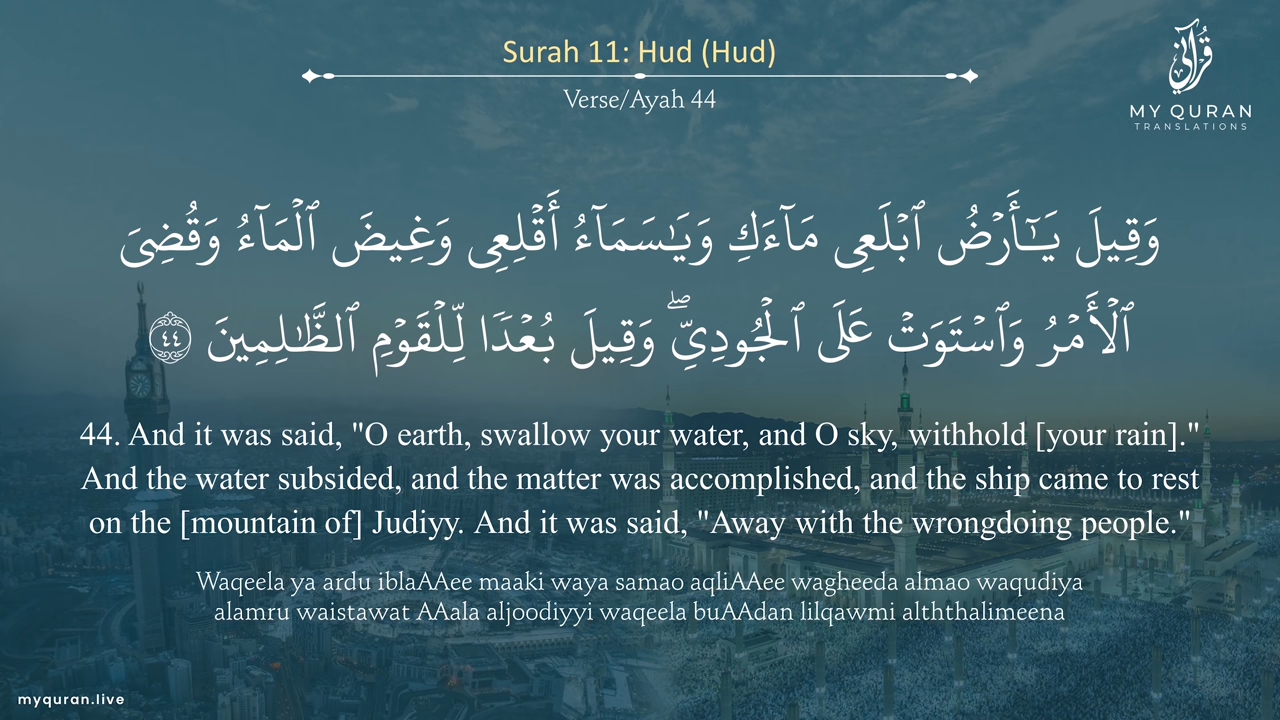 Surah 11: Hud (Hud)
Verse/Ayah 44
قرآني
MY QURAN
TRANSLATIONS
وَقِيلَ يَـٰٓأَرْضُ ٱبْلَعِى مَآءَكِ وَيَـٰسَمَآءُ أَقْلِعِى وَغِيضَ ٱلْمَآءُ وَقُضِىَ
ٱلْأَمْرُ وَٱسْتَوَتْ عَلَى ٱلْجُودِىِّ ۖ وَقِيلَ بُعْدًا لِّلْقَوْمِ ٱلظَّـٰلِمِينَ ٤٤
44. And it was said, "O earth, swallow your water, and O sky, withhold [your rain]."
And the water subsided, and the matter was accomplished, and the ship came to rest
on the [mountain of] Judiyy. And it was said, "Away with the wrongdoing people."
Waqeela ya ardu iblaAAee maaki waya samao aqliAAee wagheeda almao waqudiya
alamru waistawat AAala aljoodiyyi waqeela buAAdan lilqawmi alththalimeena
myquran.live